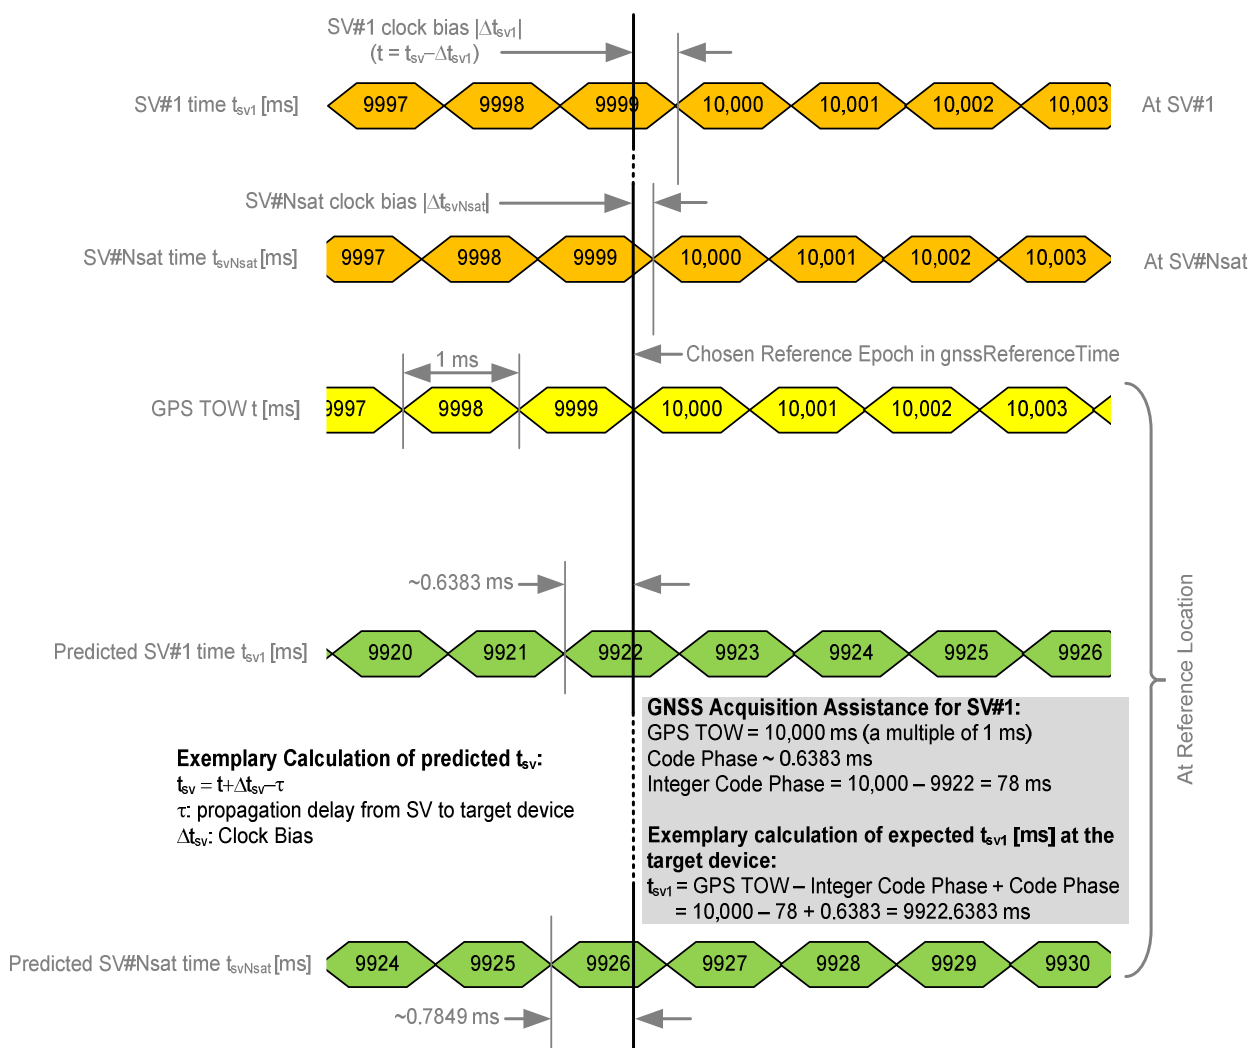 SV#1 clock bias |Δtsv1|
(t = tsv–Δtsv1)
SV#1 time tsv1 [ms]
9997 9998 9999 10,000 10,001 10,002 10,003
At SV#1
SV#Nsat clock bias |ΔtsvNsat|
SV#Nsat time tsvNsat [ms]
9997 9998 9999 10,000 10,001 10,002 10,003
At SV#Nsat
Chosen Reference Epoch in gnssReferenceTime
1 ms
GPS TOW t [ms]
9997 9998 9999 10,000 10,001 10,002 10,003
~0.6383 ms
Predicted SV#1 time tsv1 [ms]
9920 9921 9922 9923 9924 9925 9926
At Reference Location
GNSS Acquisition Assistance for SV#1:
GPS TOW = 10,000 ms (a multiple of 1 ms)
Code Phase ~ 0.6383 ms
Integer Code Phase = 10,000 – 9922 = 78 ms
Exemplary calculation of expected tsv1 [ms] at the
target device:
tsv1 = GPS TOW – Integer Code Phase + Code Phase
= 10,000 – 78 + 0.6383 = 9922.6383 ms
Exemplary Calculation of predicted tsv:
tsv = t+Δtsv–τ
τ: propagation delay from SV to target device
Δtsv: Clock Bias
Predicted SV#Nsat time tsvNsat [ms]
9924 9925 9926 9927 9928 9929 9930
~0.7849 ms